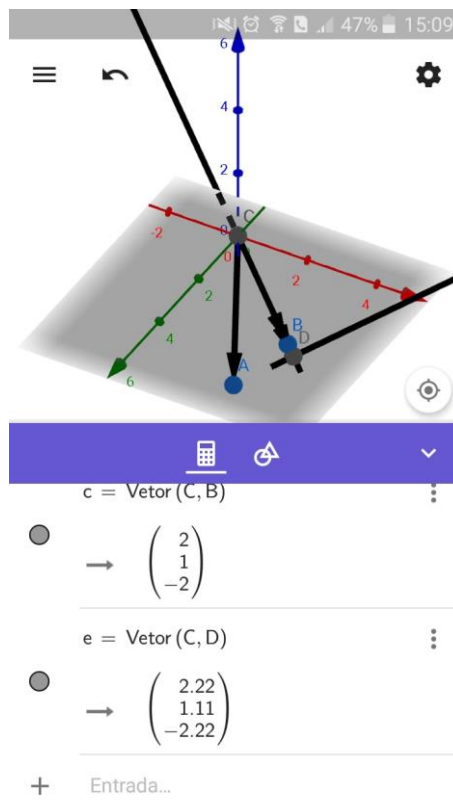 47% 15:09
6
4
2
C
0
0
-2
2
4
2
4
6
B
D
A
c = Vetor (C, B)
→ ( 2
1
−2 )
e = Vetor (C, D)
→ ( 2.22
1.11
−2.22 )
+ Entrada...